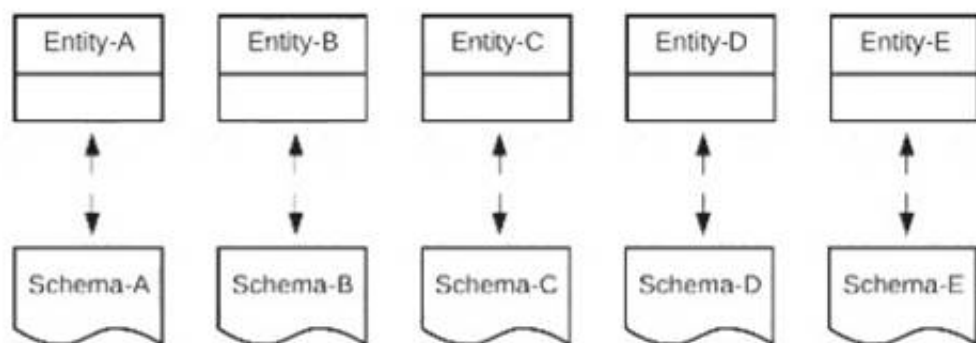 Entity-A
Entity-B
Entity-C
Entity-D
Entity-E
Schema-A
Schema-B
Schema-C
Schema-D
Schema-E